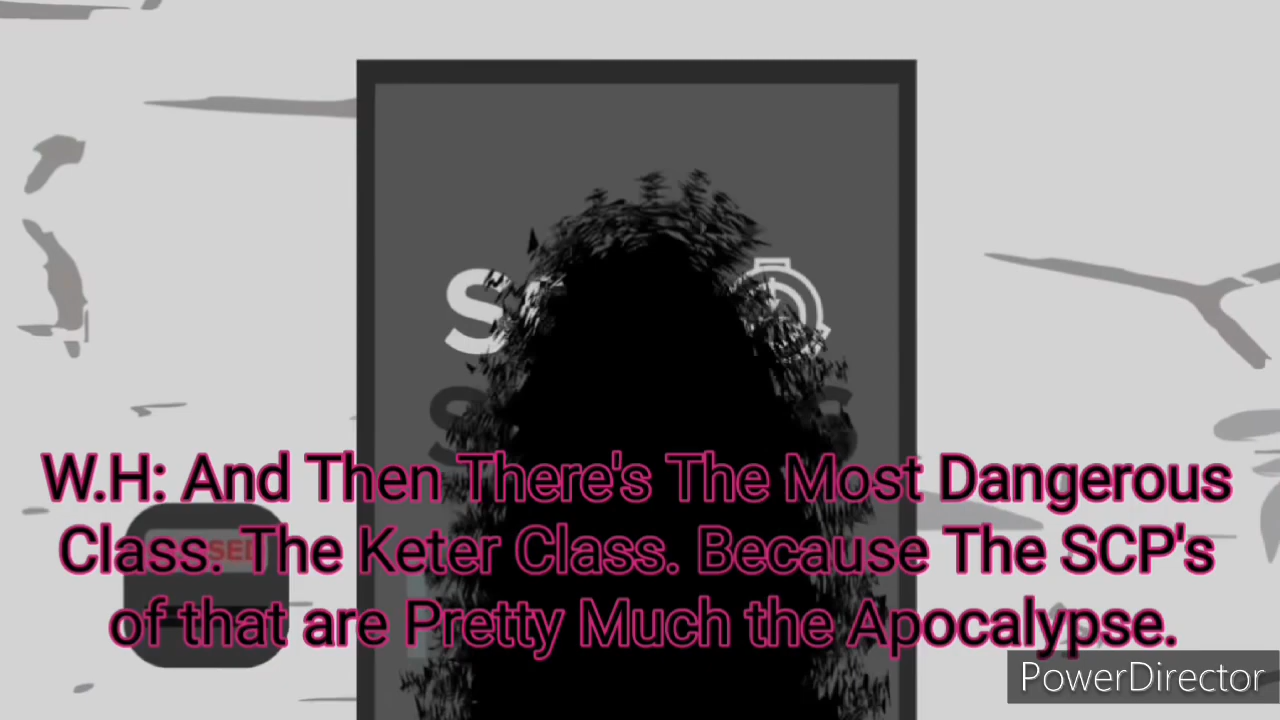 W.H: And Then There's The Most Dangerous
Class. The Keter Class. Because The SCP's
of that are Pretty Much the Apocalypse.
PowerDirector